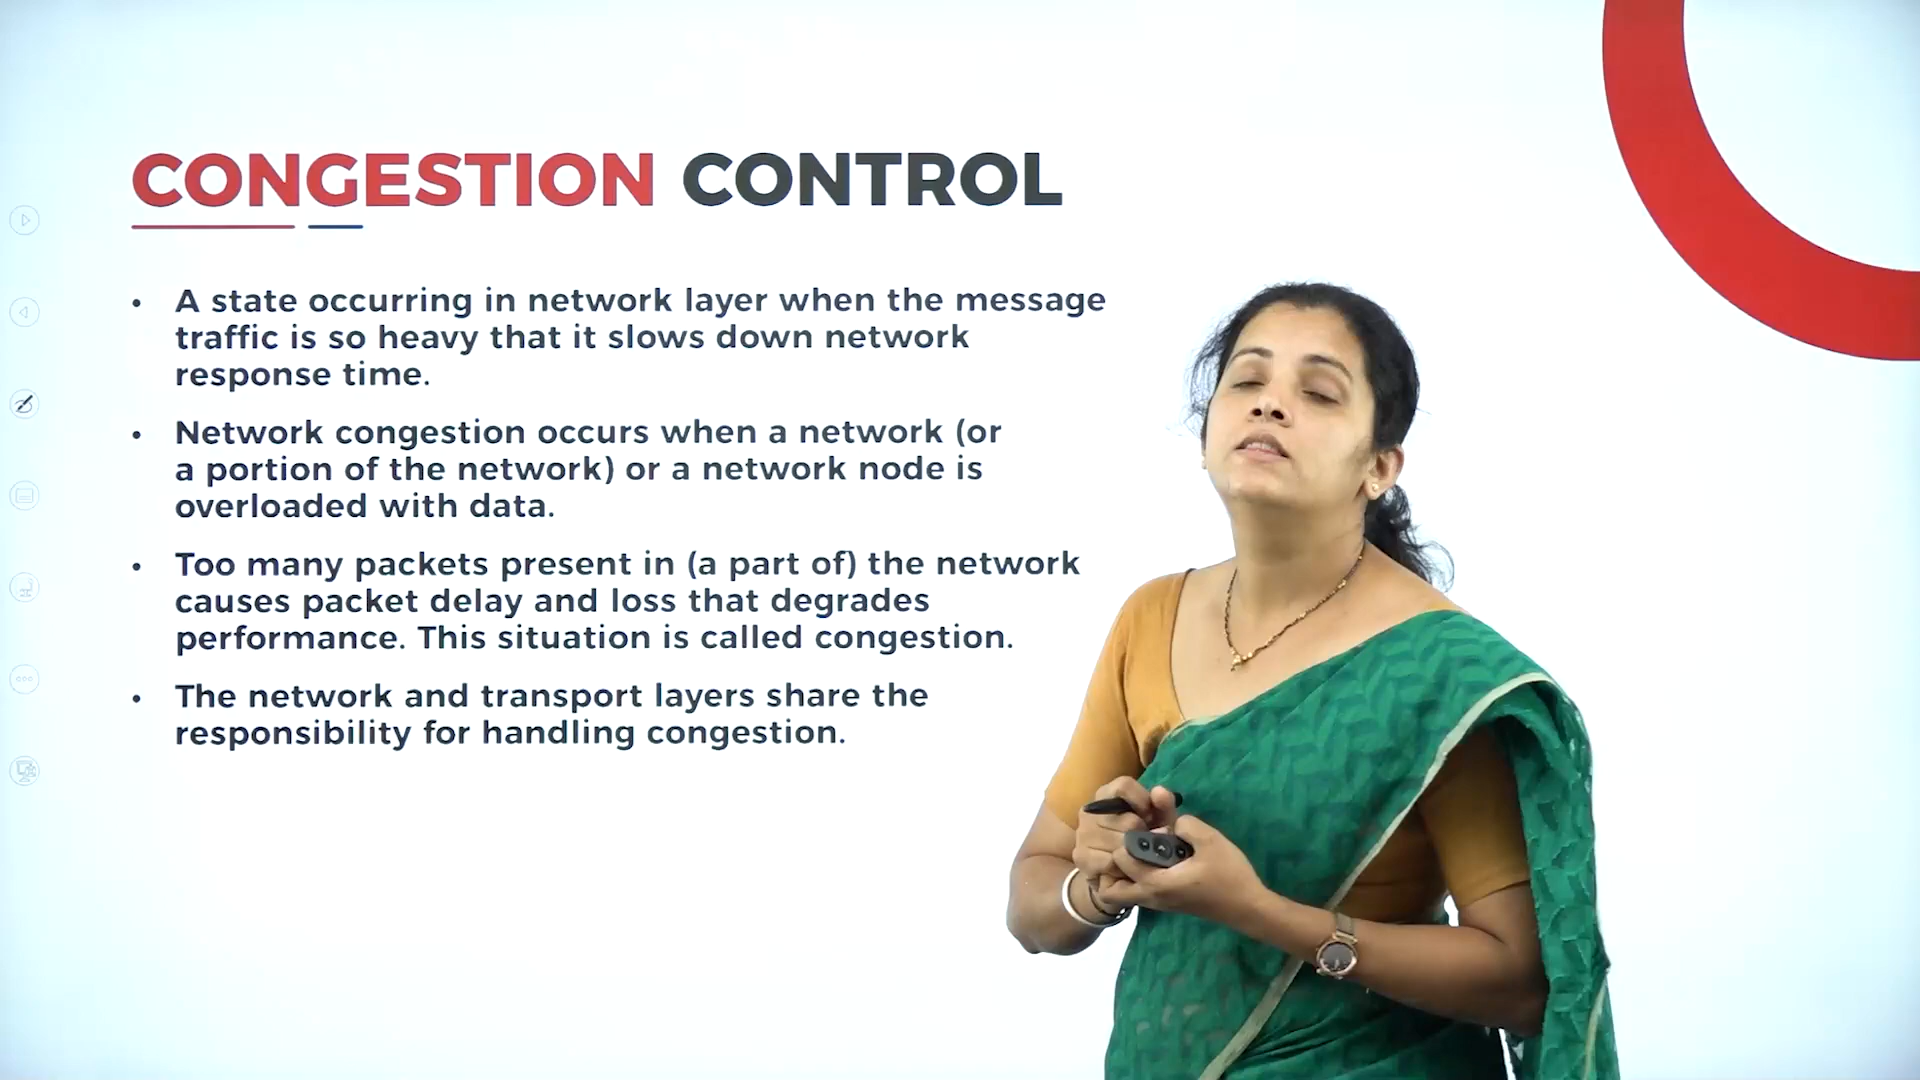 CONGESTION CONTROL
• A state occurring in network layer when the message
traffic is so heavy that it slows down network
response time.
• Network congestion occurs when a network (or
a portion of the network) or a network node is
overloaded with data.
• Too many packets present in (a part of) the network
causes packet delay and loss that degrades
performance. This situation is called congestion.
• The network and transport layers share the
responsibility for handling congestion.